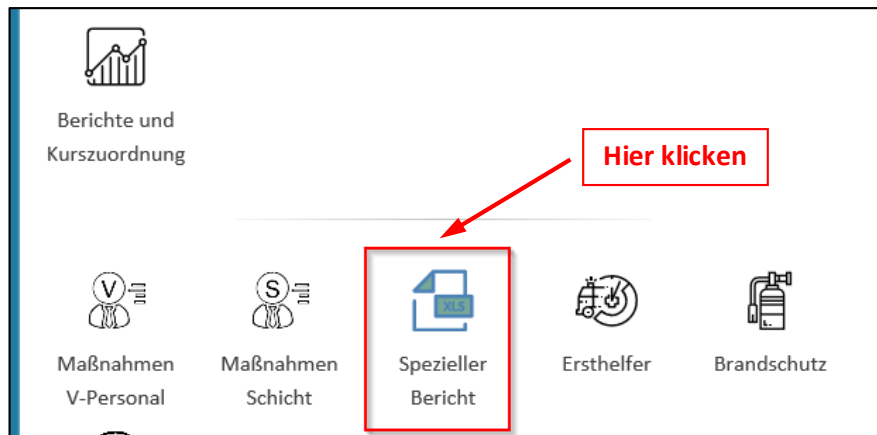 Berichte und
Kurszuordnung
Hier klicken
V
S
XLS
Maßnahmen
V-Personal
Maßnahmen
Schicht
Spezieller
Bericht
Ersthelfer
Brandschutz